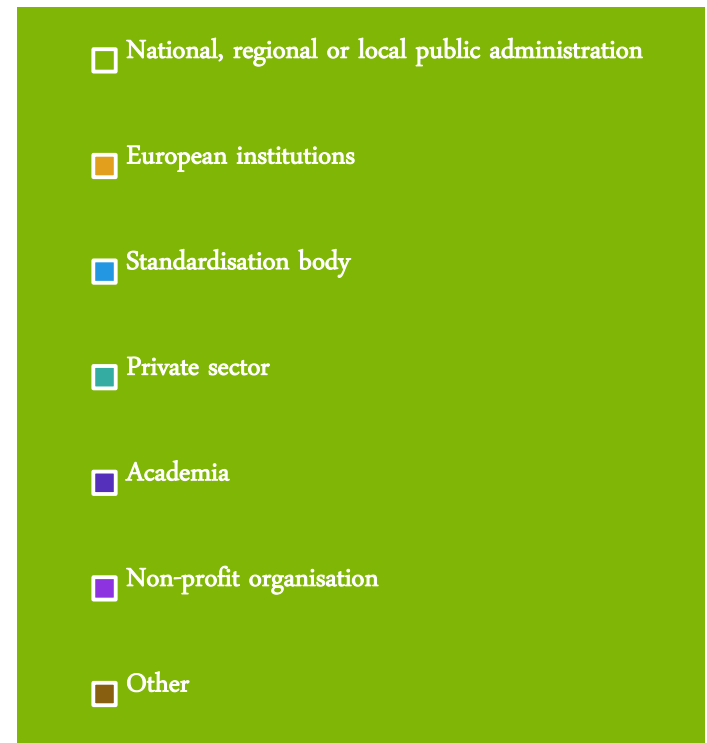 National, regional or local public administration
European institutions
Standardisation body
Private sector
Academia
Non-profit organisation
Other